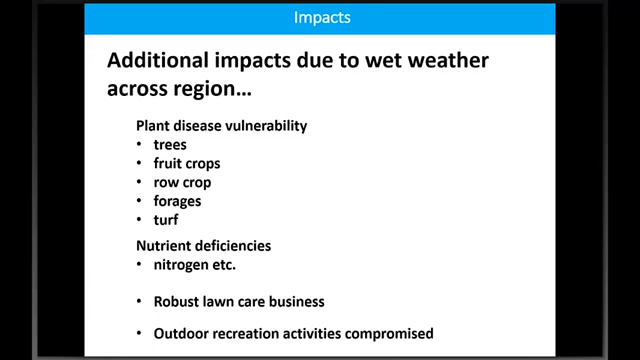 Impacts
Additional impacts due to wet weather
across region…
Plant disease vulnerability
• trees
• fruit crops
• row crop
• forages
• turf
Nutrient deficiencies
• nitrogen etc.
• Robust lawn care business
• Outdoor recreation activities compromised